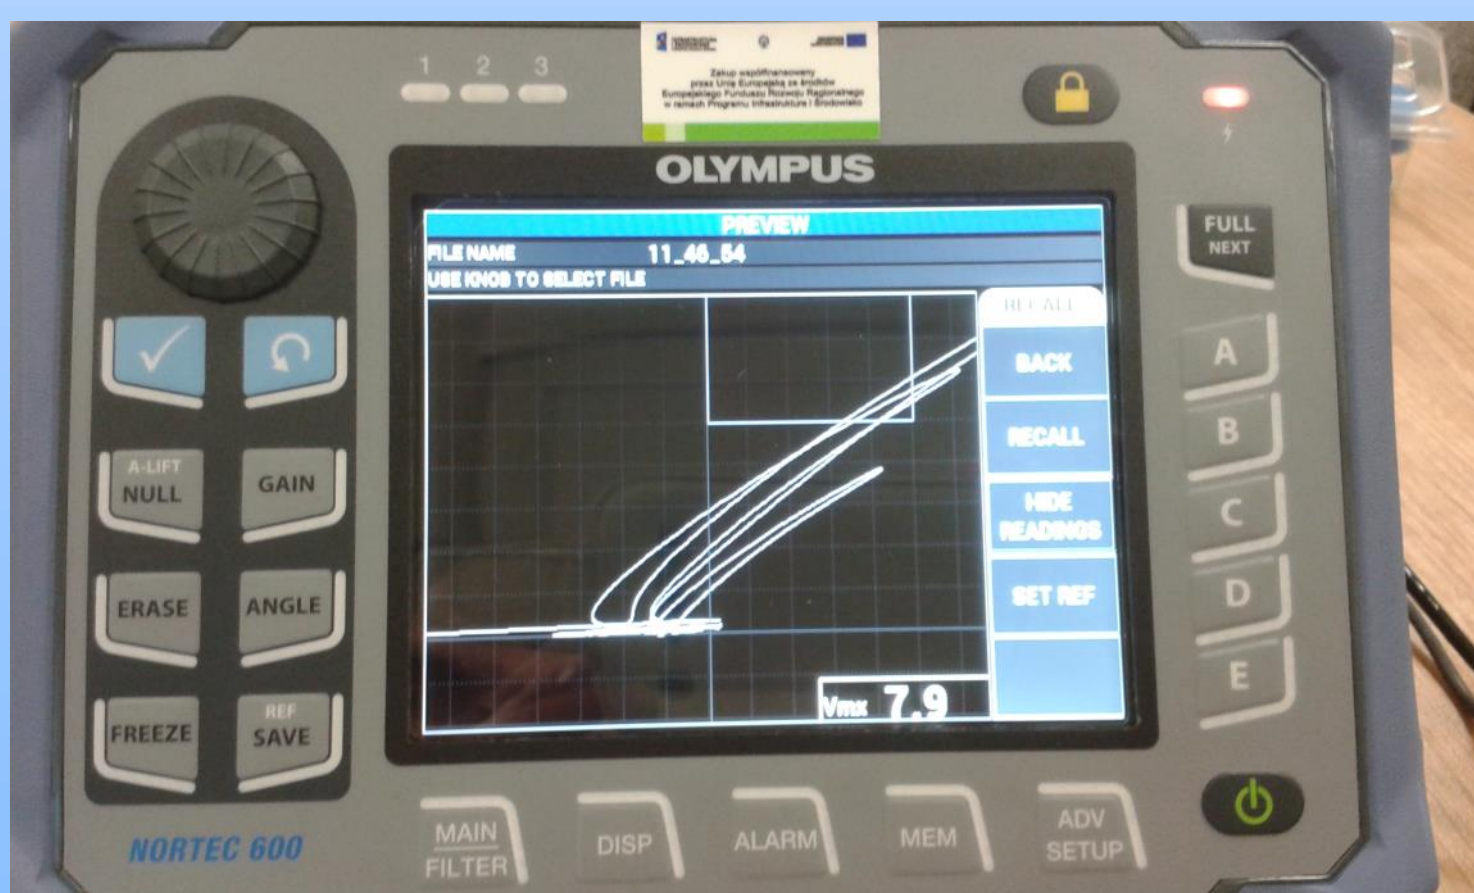 1 2 3
Zakup współfinansowany
przez Unię Europejską ze środków
Europejskiego Funduszu Rozwoju Regionalnego
w ramach Programu Infrastruktura i Środowisko
OLYMPUS
PREVIEW
FILE NAME 11_46_54
USE KNOB TO SELECT FILE
RECALL
BACK
RECALL
HIDE
READINGS
SET REF
Vmx 7.9
FULL
NEXT
A
B
C
D
E
A-LIFT
NULL
GAIN
ERASE
ANGLE
FREEZE
REF
SAVE
NORTEC 600
MAIN
FILTER
DISP
ALARM
MEM
ADV
SETUP